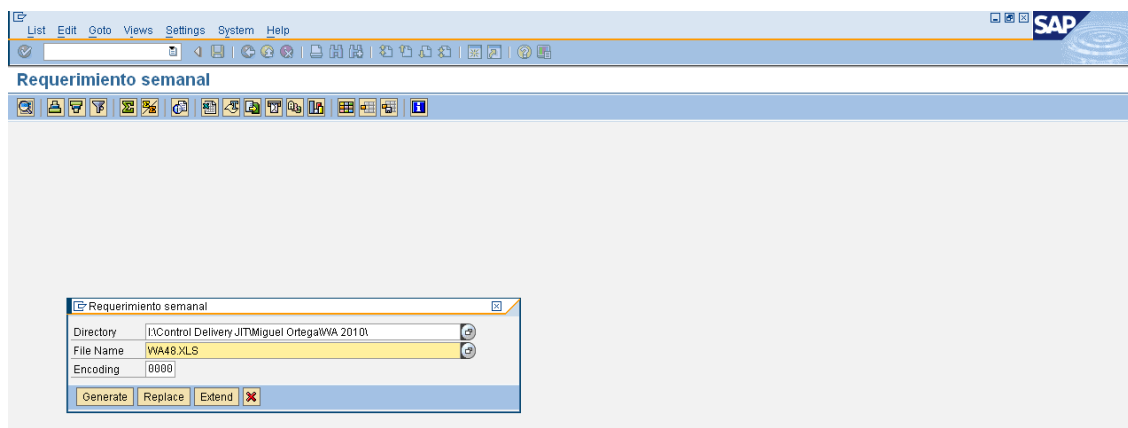 List Edit Goto Views Settings System Help
SAP
Requerimiento semanal
Requerimiento semanal
Directory I:\Control Delivery JIT\Miguel Ortega\WA 2010\
File Name WA48.XLS
Encoding 0000
Generate Replace Extend